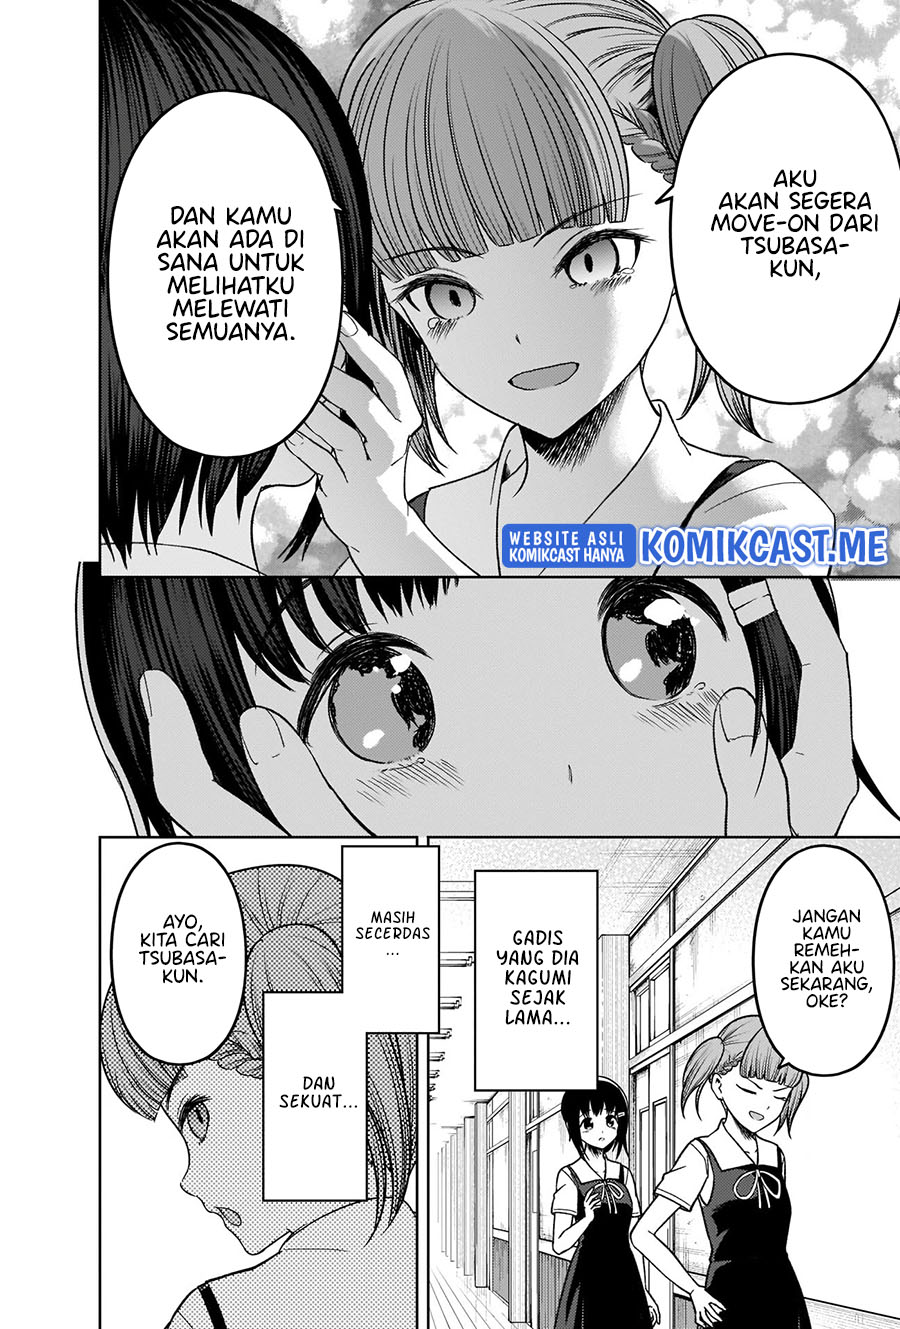 AKU
AKAN SEGERA
MOVE-ON DARI
TSUBASA-
KUN,
DAN KAMU
AKAN ADA DI
SANA UNTUK
MELIHATKU
MELEWATI
SEMUANYA.
WEBSITE ASLI
KOMIKCAST HANYA
KOMIKCAST.ME
JANGAN
KAMU
REMEH-
KAN AKU
SEKARANG,
OKE?
GADIS
YANG DIA
KAGUMI
SEJAK
LAMA...
MASIH
SECERDAS
...
DAN
SEKUAT...
AYO,
KITA CARI
TSUBASA-
KUN.